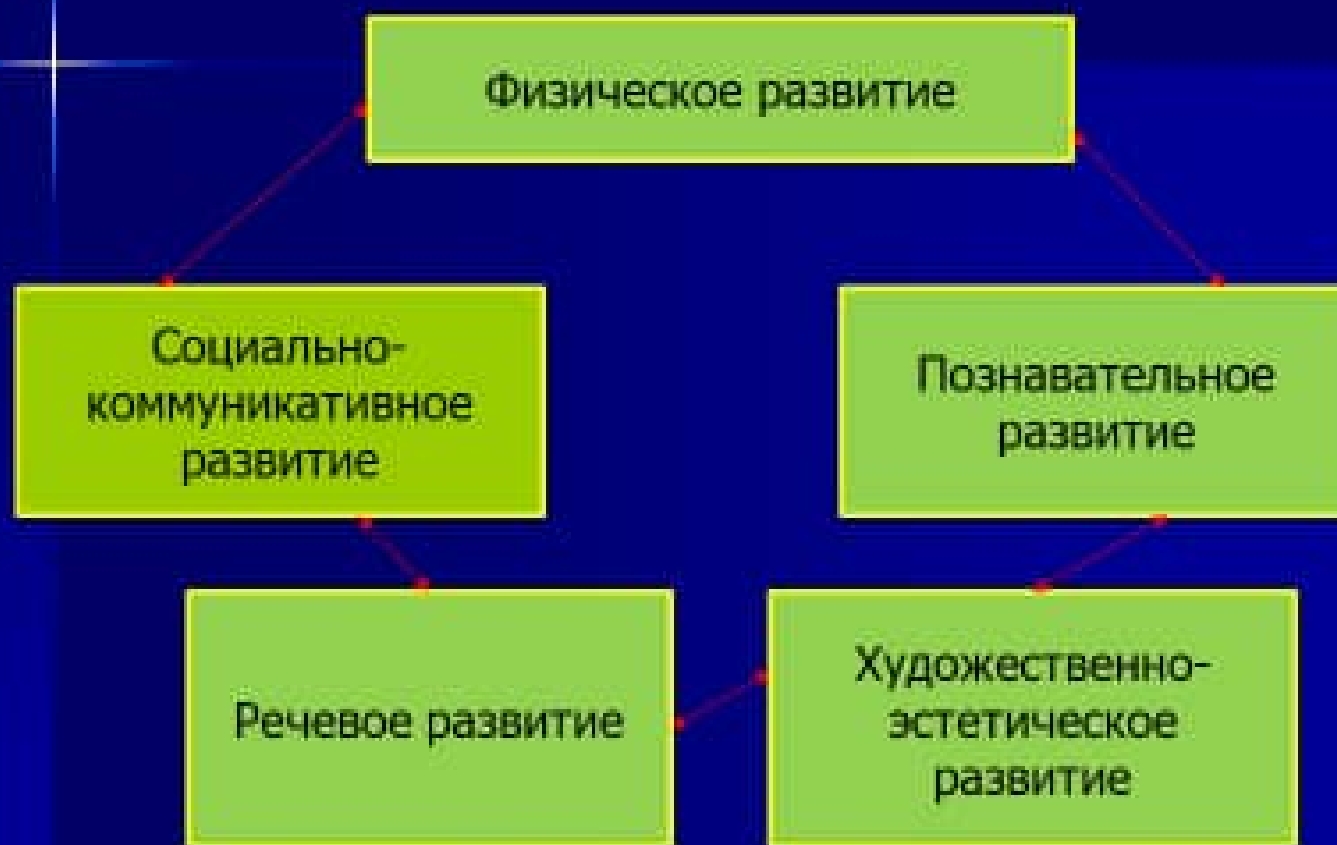 Физическое развитие
Социально-
коммуникативное
развитие
Познавательное
развитие
Речевое развитие
Художественно-
эстетическое
развитие